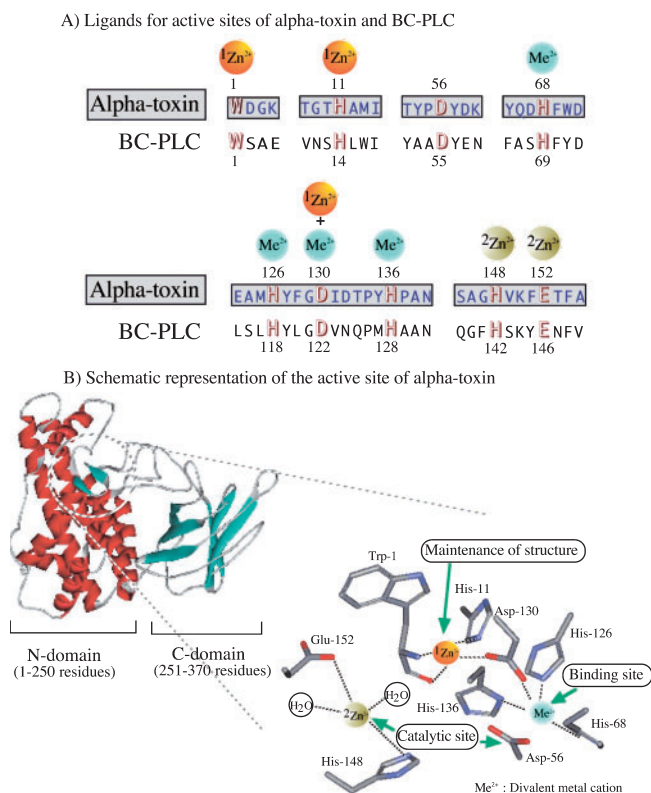 A) Ligands for active sites of alpha-toxin and BC-PLC
¹Zn²⁺ ¹Zn²⁺ Me²⁺
1 11 56 68
Alpha-toxin WDGK TGTHAMI TYPDYDK YQDHFWD
BC-PLC WSAE VNSHLWI YAADYEN FASHFYD
1 14 55 69
¹Zn²⁺
+
Me²⁺ Me²⁺ Me²⁺ ²Zn²⁺ ²Zn²⁺
126 130 136 148 152
Alpha-toxin EAMHYFGDIDTPYHPAN SAGHVKFETFA
BC-PLC LSLHYLGDVNQPMHAAN QGFHSKYENFV
118 122 128 142 146
B) Schematic representation of the active site of alpha-toxin
N-domain
(1-250 residues)
C-domain
(251-370 residues)
Maintenance of structure
Trp-1
His-11
Asp-130
His-126
Glu-152
¹Zn²⁺
Binding site
H₂O
H₂O
His-136
Me²⁺
²Zn²⁺
Catalytic site
His-68
His-148
Asp-56
Me²⁺ : Divalent metal cation